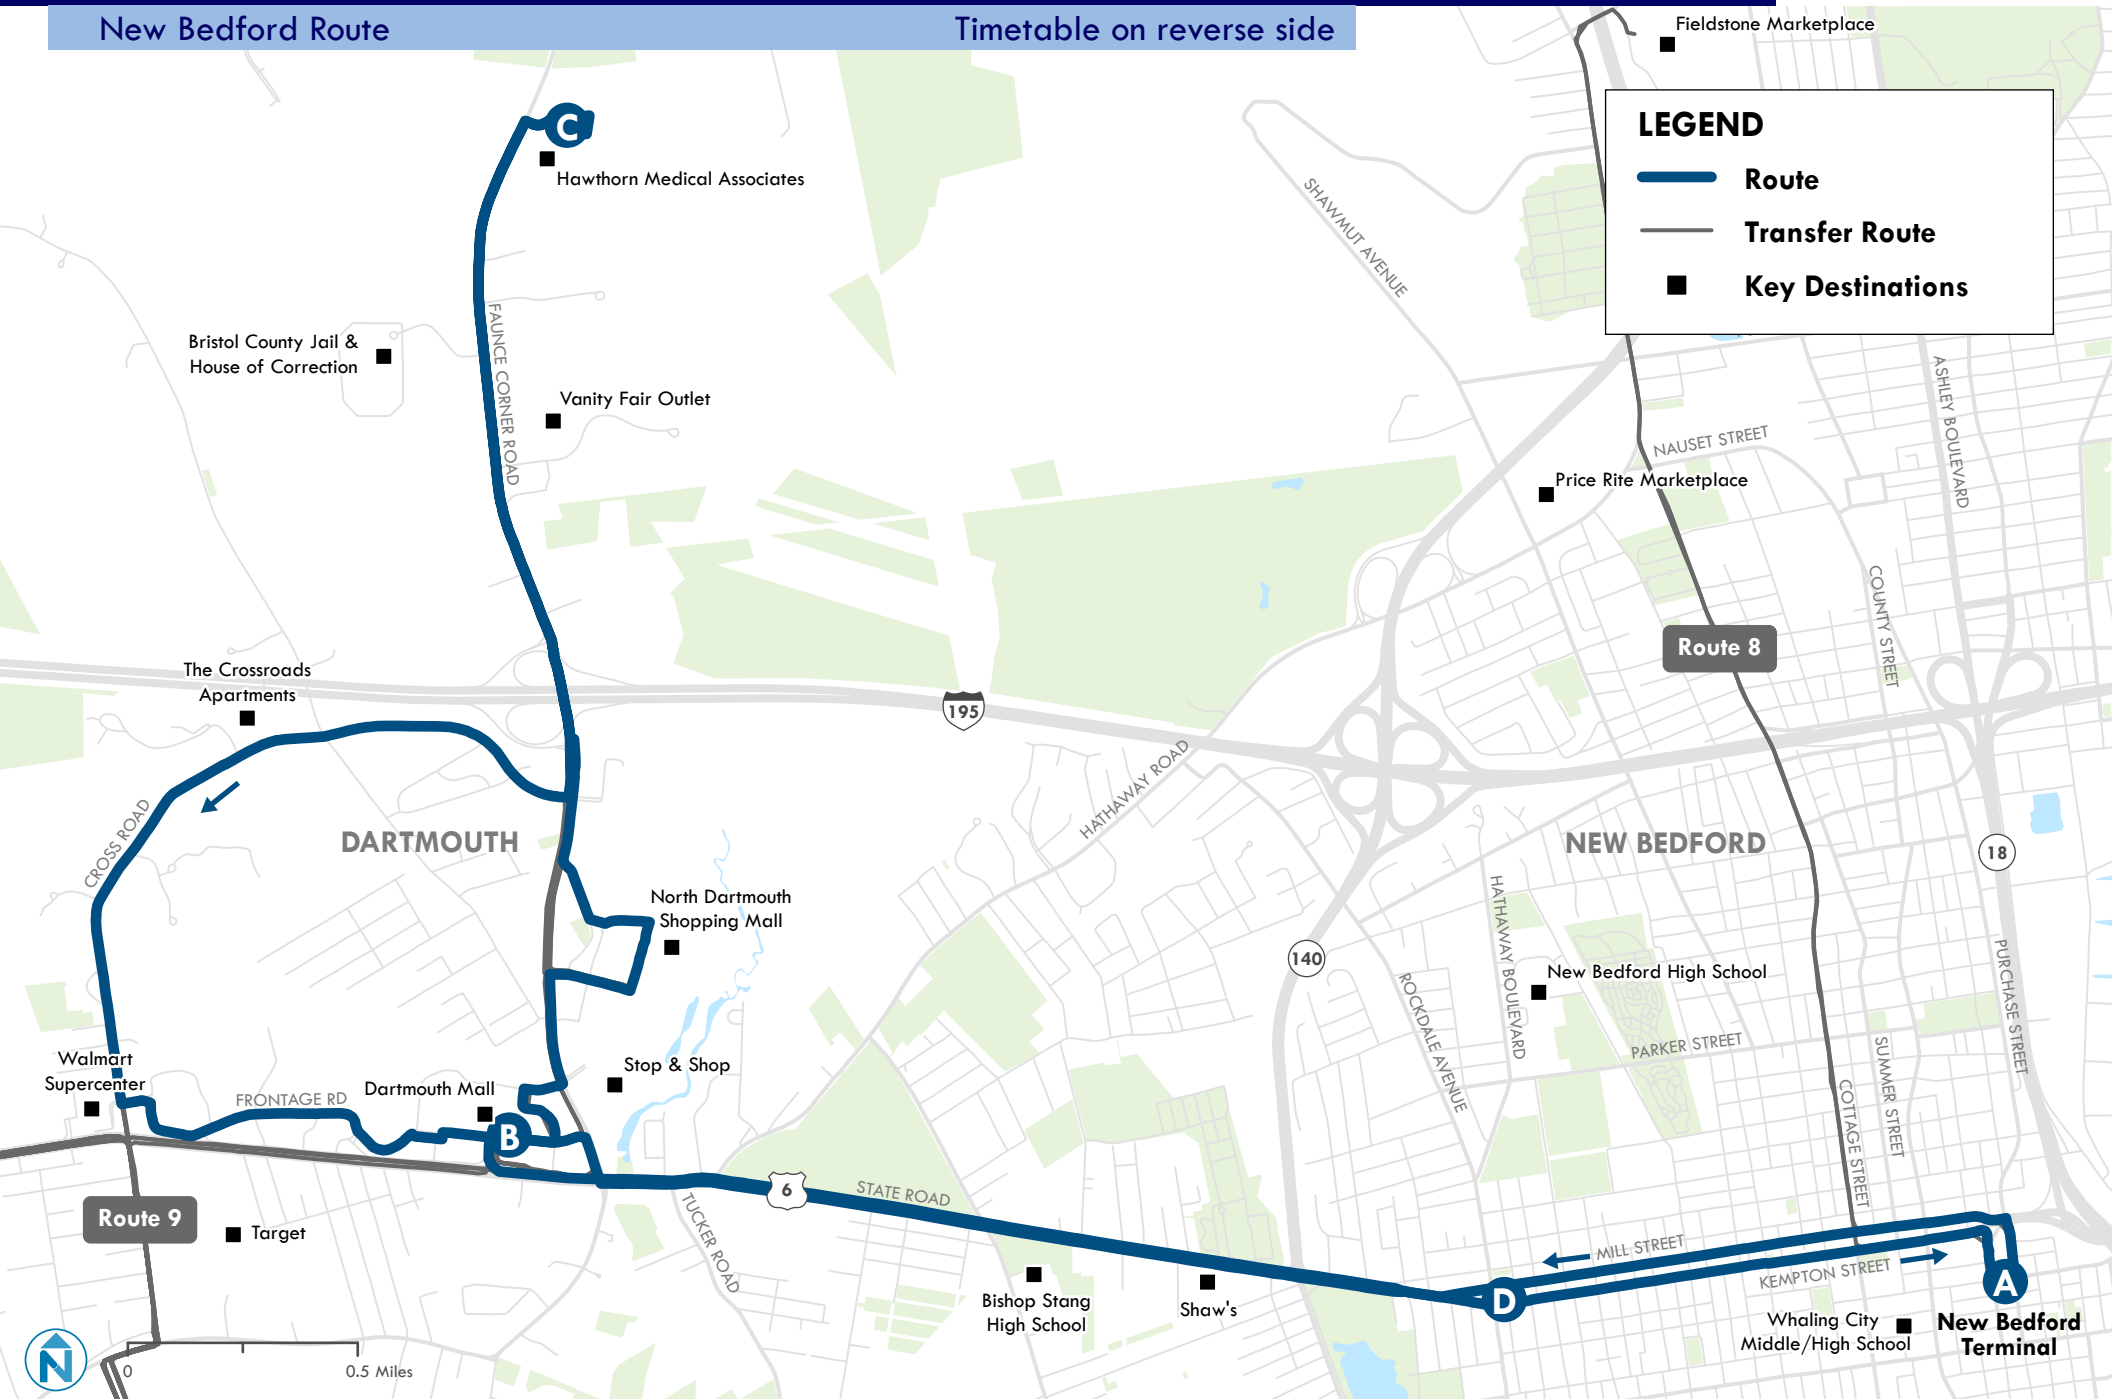 New Bedford Route
Timetable on reverse side
Fieldstone Marketplace
LEGEND
Route
Transfer Route
Key Destinations
C
Hawthorn Medical Associates
SHAWMUT AVENUE
FAUNCE CORNER ROAD
Bristol County Jail &
House of Correction
Vanity Fair Outlet
ASHLEY BOULEVARD
NAUSET STREET
Price Rite Marketplace
COUNTY STREET
Route 8
The Crossroads
Apartments
195
HATHAWAY ROAD
CROSS ROAD
DARTMOUTH
NEW BEDFORD
18
North Dartmouth
Shopping Mall
140
HATHAWAY BOULEVARD
New Bedford High School
ROCKDALE AVENUE
PURCHASE STREET
PARKER STREET
SUMMER STREET
COTTAGE STREET
Walmart
Supercenter
Stop & Shop
FRONTAGE RD
Dartmouth Mall
B
6
STATE ROAD
TUCKER ROAD
Route 9
Target
MILL STREET
KEMPTON STREET
A
D
Bishop Stang
High School
Shaw's
Whaling City
Middle/High School
New Bedford
Terminal
N
0
0.5 Miles